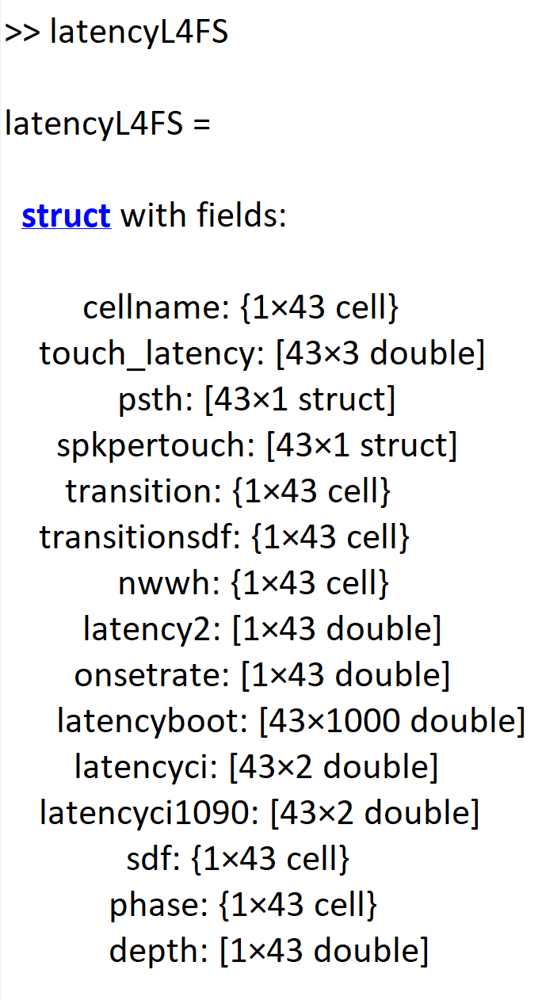 >> latencyL4FS
latencyL4FS =
struct with fields:
cellname: {1×43 cell}
touch_latency: [43×3 double]
psth: [43×1 struct]
spkpertouch: [43×1 struct]
transition: {1×43 cell}
transitionsdf: {1×43 cell}
nwwh: {1×43 cell}
latency2: [1×43 double]
onsetrate: [1×43 double]
latencyboot: [43×1000 double]
latencyci: [43×2 double]
latencyci1090: [43×2 double]
sdf: {1×43 cell}
phase: {1×43 cell}
depth: [1×43 double]